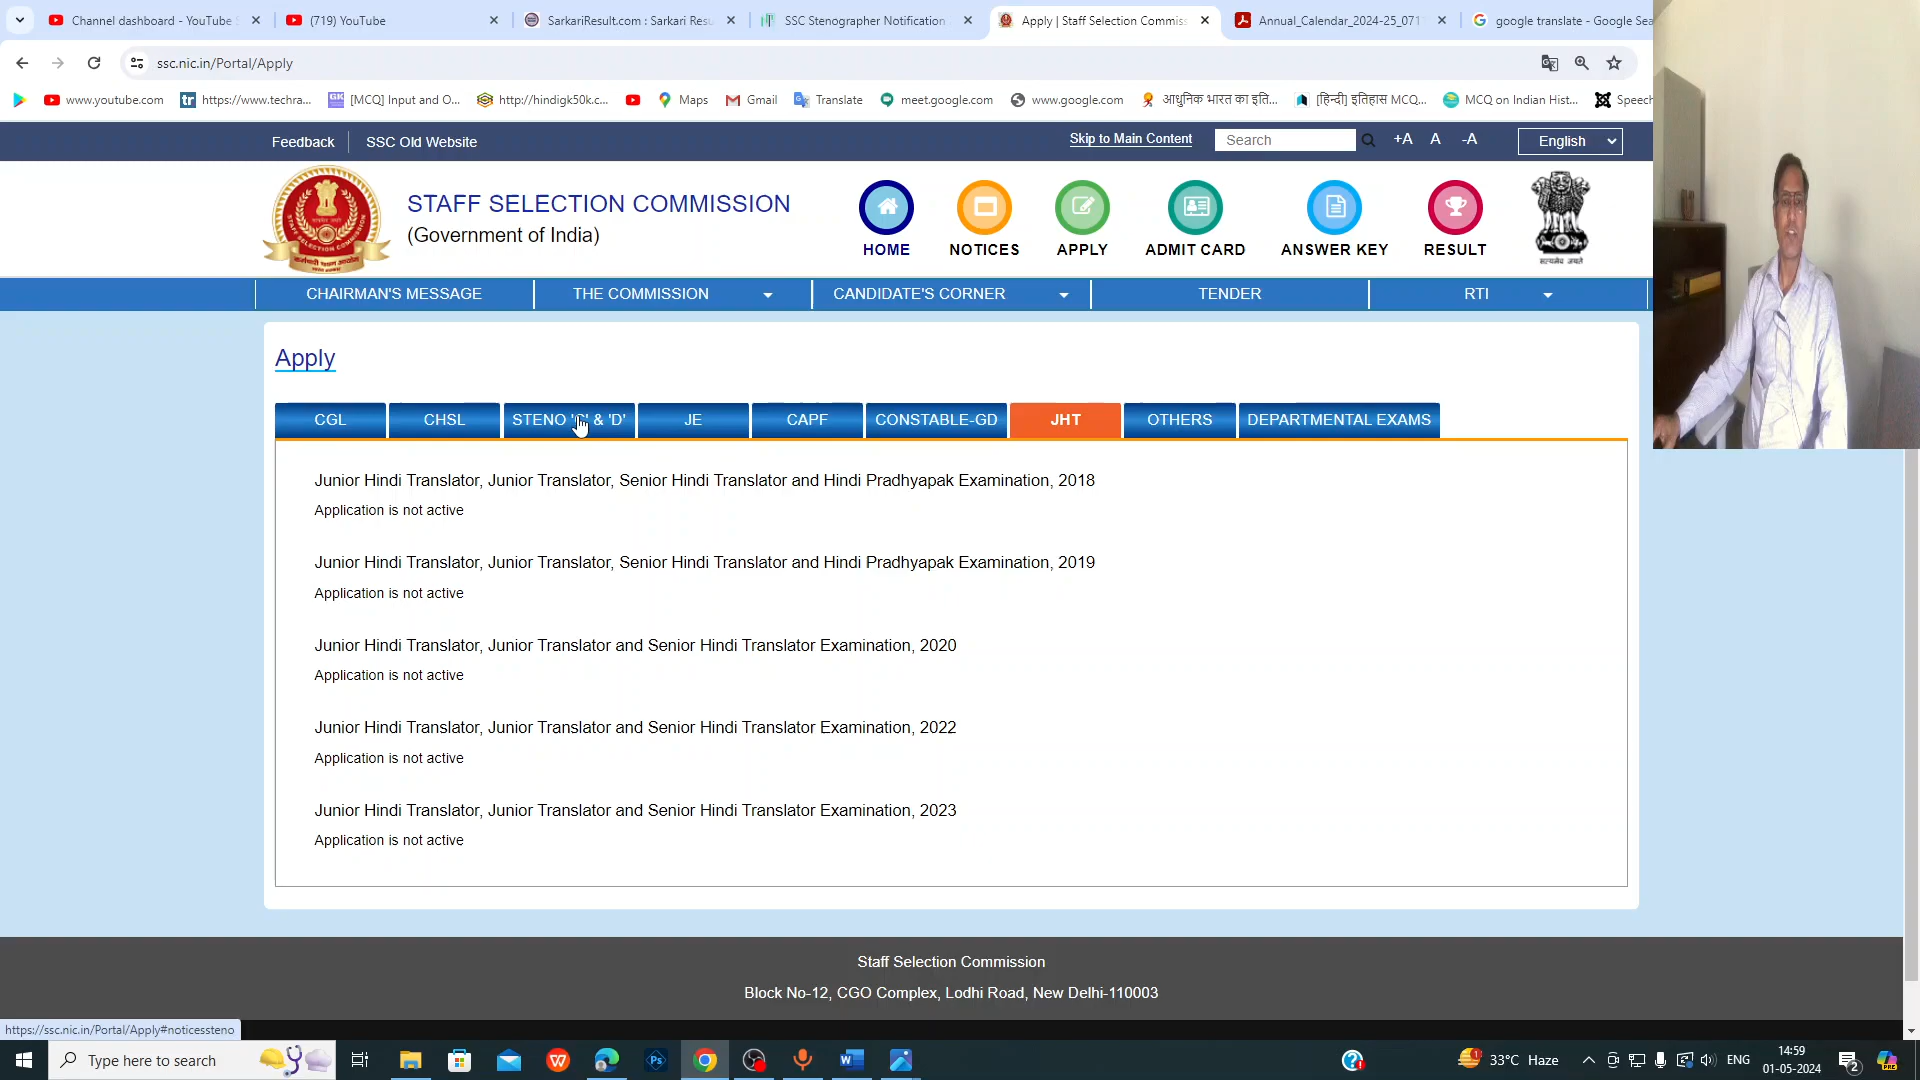 Channel dashboard - YouTube S
(719) YouTube
SarkariResult.com : Sarkari Resu
SSC Stenographer Notification
Apply | Staff Selection Commiss
Annual_Calendar_2024-25_071
google translate - Google Sea
ssc.nic.in/Portal/Apply
www.youtube.com
https://www.techra...
[MCQ] Input and O...
http://hindigk50k.c...
Maps
Gmail
Translate
meet.google.com
www.google.com
आधुनिक भारत का इति...
[हिन्दी] इतिहास MCQ...
MCQ on Indian Hist...
Speech
Feedback
SSC Old Website
Skip to Main Content
Search
+A A -A
English
STAFF SELECTION COMMISSION
(Government of India)
HOME
NOTICES
APPLY
ADMIT CARD
ANSWER KEY
RESULT
सत्यमेव जयते
CHAIRMAN'S MESSAGE
THE COMMISSION
CANDIDATE'S CORNER
TENDER
RTI
Apply
CGL
CHSL
STENO 'C' & 'D'
JE
CAPF
CONSTABLE-GD
JHT
OTHERS
DEPARTMENTAL EXAMS
Junior Hindi Translator, Junior Translator, Senior Hindi Translator and Hindi Pradhyapak Examination, 2018
Application is not active
Junior Hindi Translator, Junior Translator, Senior Hindi Translator and Hindi Pradhyapak Examination, 2019
Application is not active
Junior Hindi Translator, Junior Translator and Senior Hindi Translator Examination, 2020
Application is not active
Junior Hindi Translator, Junior Translator and Senior Hindi Translator Examination, 2022
Application is not active
Junior Hindi Translator, Junior Translator and Senior Hindi Translator Examination, 2023
Application is not active
Staff Selection Commission
Block No-12, CGO Complex, Lodhi Road, New Delhi-110003
https://ssc.nic.in/Portal/Apply#noticessteno
Type here to search
33°C Haze
ENG
14:59
01-05-2024
2